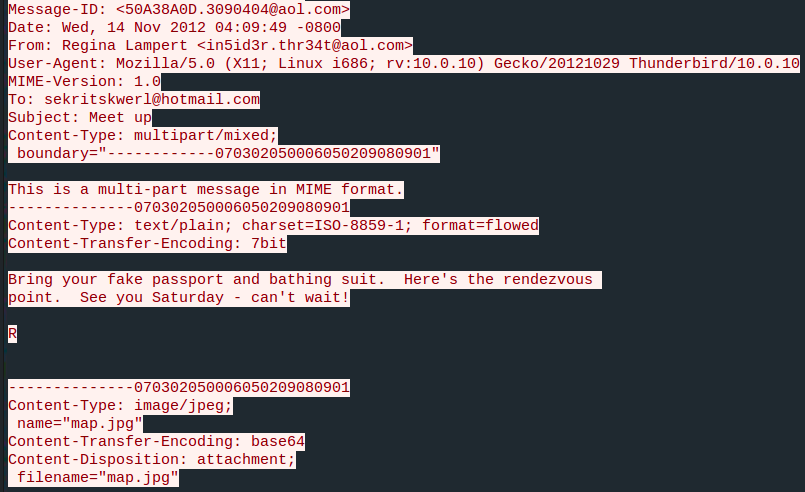 Message-ID: <50A38A0D.3090404@aol.com>
Date: Wed, 14 Nov 2012 04:09:49 -0800
From: Regina Lampert <in5id3r.thr34t@aol.com>
User-Agent: Mozilla/5.0 (X11; Linux i686; rv:10.0.10) Gecko/20121029 Thunderbird/10.0.10
MIME-Version: 1.0
To: sekritskwerl@hotmail.com
Subject: Meet up
Content-Type: multipart/mixed;
 boundary="------------070302050006050209080901"
This is a multi-part message in MIME format.
--------------070302050006050209080901
Content-Type: text/plain; charset=ISO-8859-1; format=flowed
Content-Transfer-Encoding: 7bit
Bring your fake passport and bathing suit.  Here's the rendezvous
point.  See you Saturday - can't wait!
R
--------------070302050006050209080901
Content-Type: image/jpeg;
 name="map.jpg"
Content-Transfer-Encoding: base64
Content-Disposition: attachment;
 filename="map.jpg"